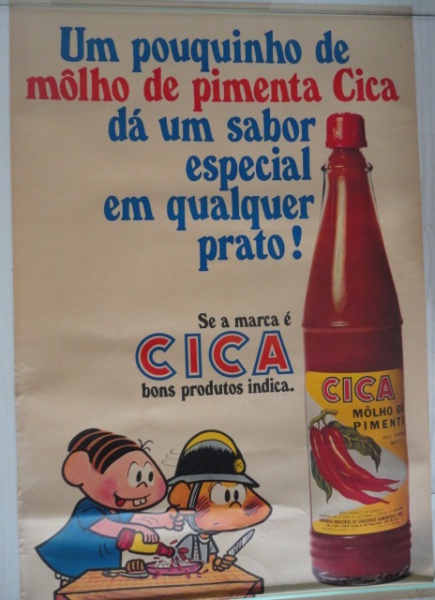 Um pouquinho de
môlho de pimenta Cica
dá um sabor
especial
em qualquer
prato!
Se a marca é
CICA
bons produtos indica.
CICA
MÔLHO DE
PIMENTA